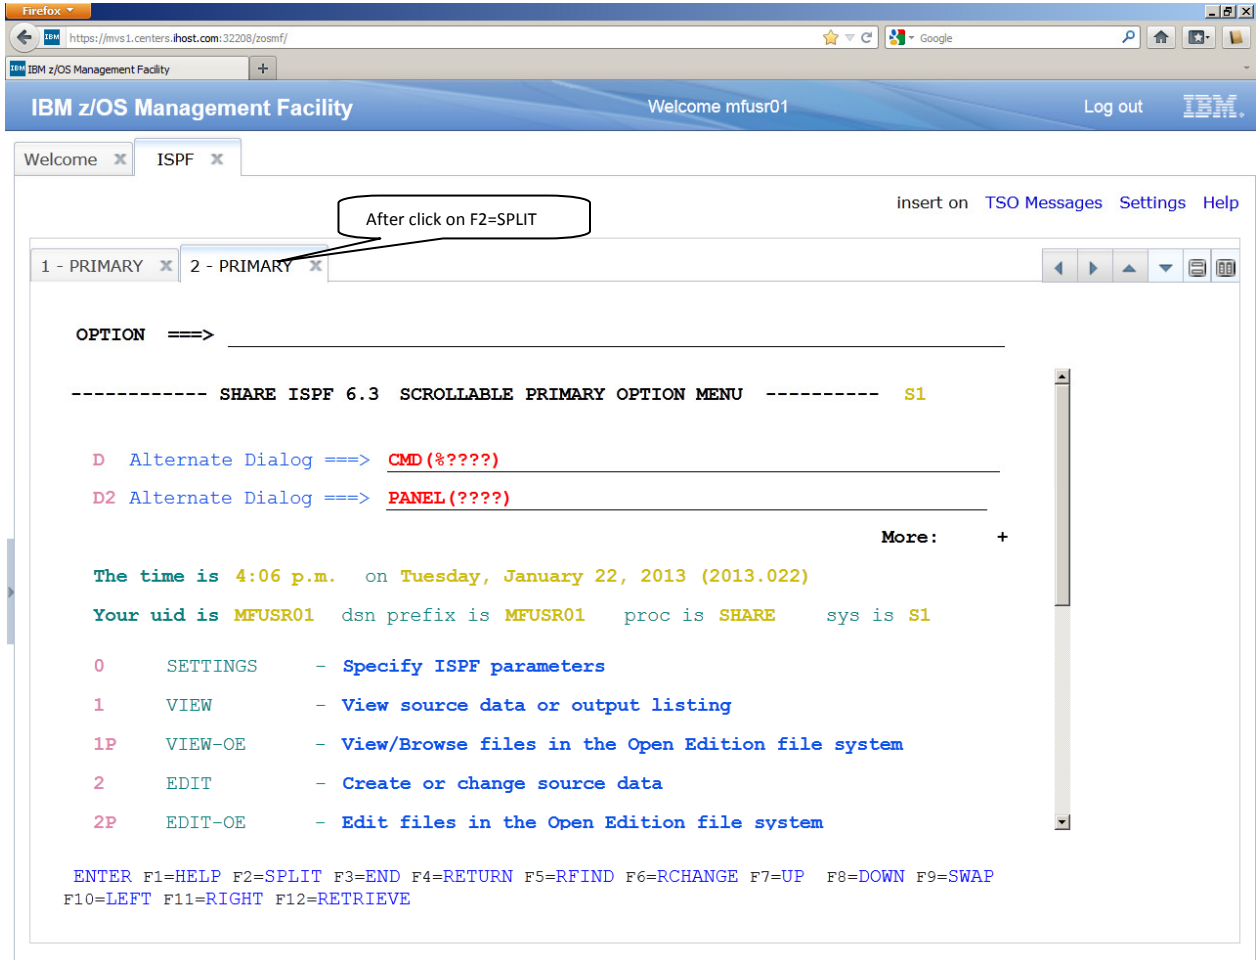 Firefox
https://mvs1.centers.ihost.com:32208/zosmf/
Google
IBM z/OS Management Facility
IBM z/OS Management Facility Welcome mfusr01 Log out IBM.
Welcome x ISPF x
insert on TSO Messages Settings Help
After click on F2=SPLIT
1 - PRIMARY x 2 - PRIMARY x
OPTION ===>
------------ SHARE ISPF 6.3 SCROLLABLE PRIMARY OPTION MENU ---------- S1
D Alternate Dialog ===> CMD(%????)
D2 Alternate Dialog ===> PANEL(????)
More: +
The time is 4:06 p.m. on Tuesday, January 22, 2013 (2013.022)
Your uid is MFUSR01 dsn prefix is MFUSR01 proc is SHARE sys is S1
0 SETTINGS - Specify ISPF parameters
1 VIEW - View source data or output listing
1P VIEW-OE - View/Browse files in the Open Edition file system
2 EDIT - Create or change source data
2P EDIT-OE - Edit files in the Open Edition file system
ENTER F1=HELP F2=SPLIT F3=END F4=RETURN F5=RFIND F6=RCHANGE F7=UP F8=DOWN F9=SWAP
F10=LEFT F11=RIGHT F12=RETRIEVE